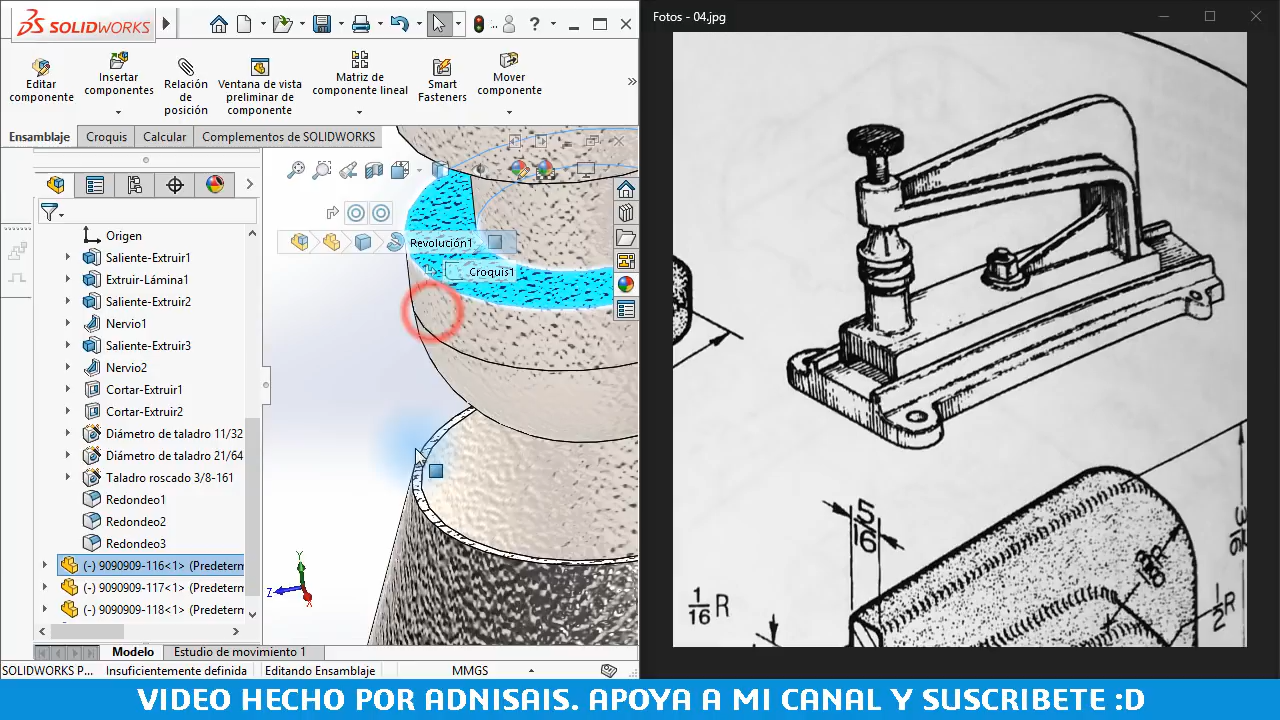 SOLIDWORKS
Editar componente
Insertar componentes
Relación de posición
Ventana de vista preliminar de componente
Matriz de componente lineal
Smart Fasteners
Mover componente
Ensamblaje
Croquis
Calcular
Complementos de SOLIDWORKS
Origen
Saliente-Extruir1
Extruir-Lámina1
Saliente-Extruir2
Nervio1
Saliente-Extruir3
Nervio2
Cortar-Extruir1
Cortar-Extruir2
Diámetro de taladro 11/32
Diámetro de taladro 21/64
Taladro roscado 3/8-161
Redondeo1
Redondeo2
Redondeo3
(-) 9090909-116<1> (Predeterm
(-) 9090909-117<1> (Predeterm
(-) 9090909-118<1> (Predeterm
Revolución1
Croquis1
Y
Z
X
Modelo
Estudio de movimiento 1
SOLIDWORKS P...
Insuficientemente definida
Editando Ensamblaje
MMGS
Fotos - 04.jpg
5/16
1/16 R
1/2 R
VIDEO HECHO POR ADNISAIS. APOYA A MI CANAL Y SUSCRIBETE :D